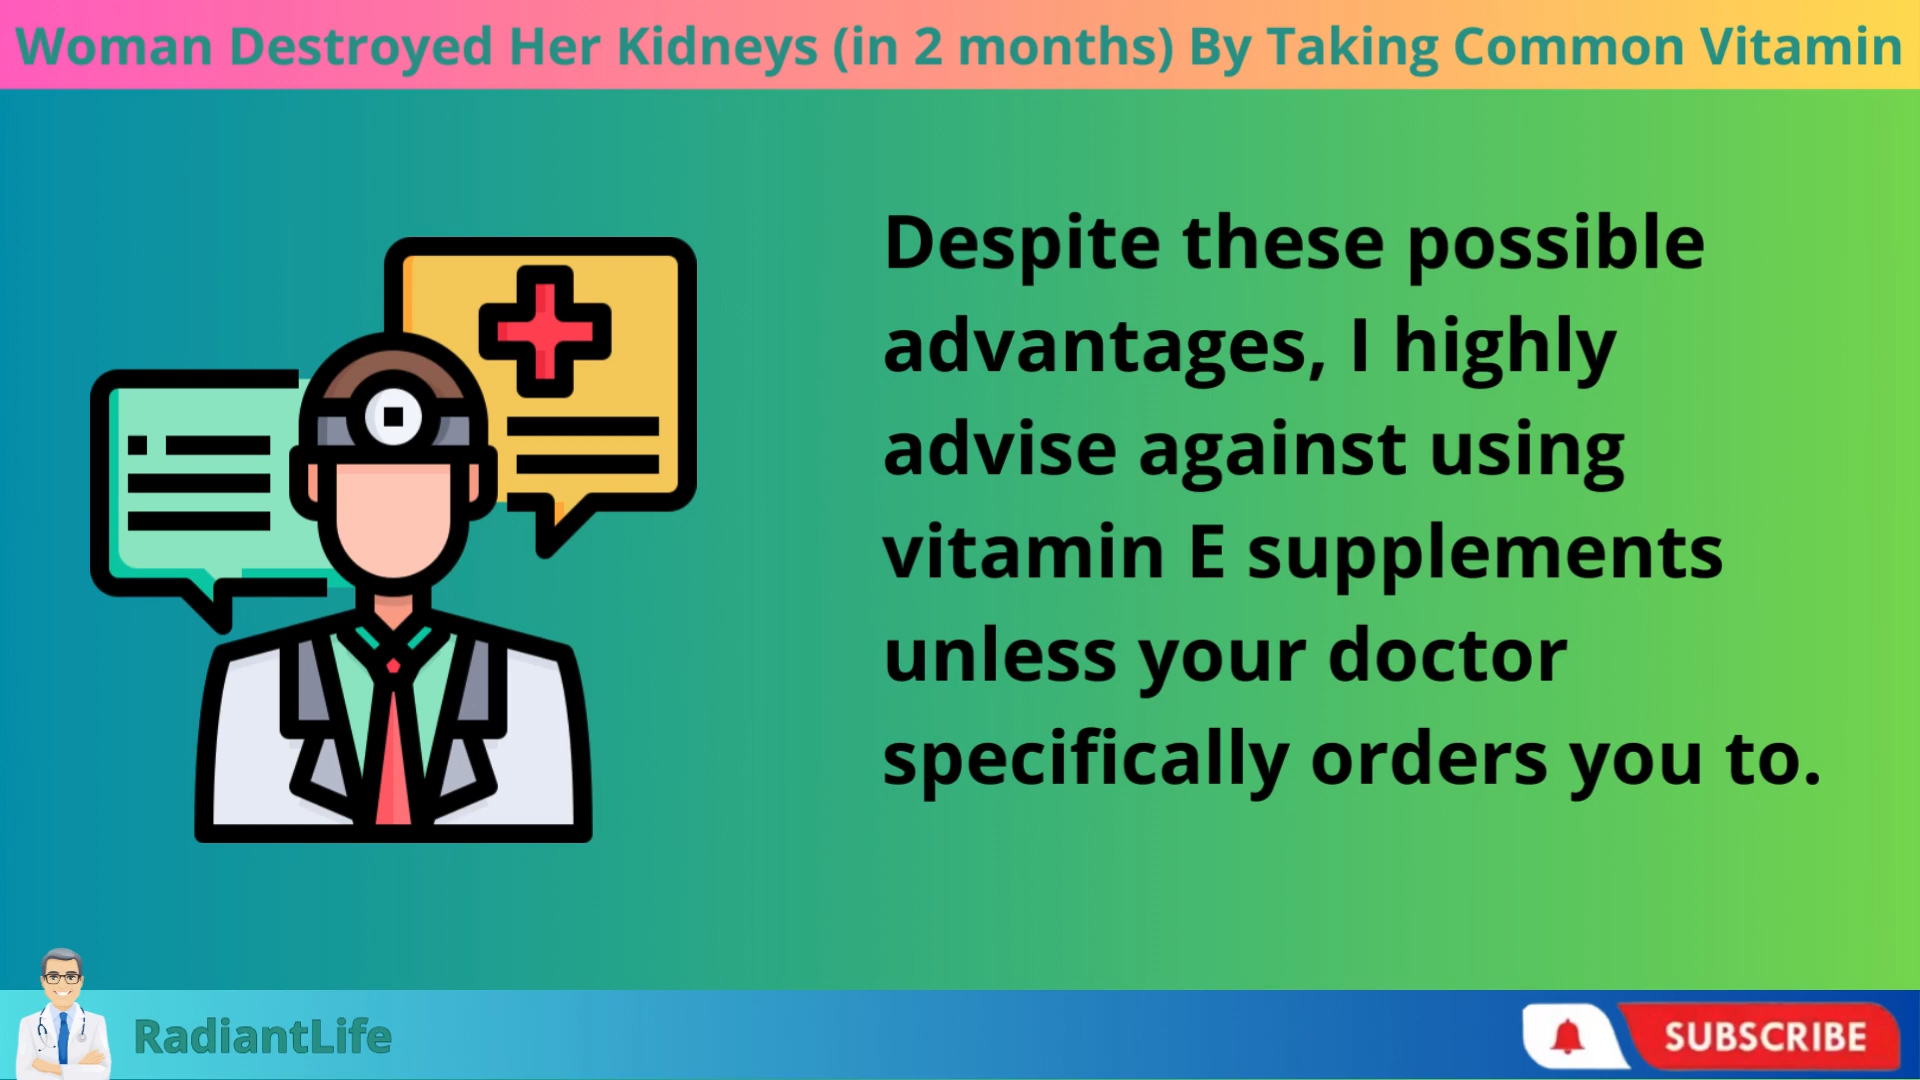 Woman Destroyed Her Kidneys (in 2 months) By Taking Common Vitamin
Despite these possible
advantages, I highly
advise against using
vitamin E supplements
unless your doctor
specifically orders you to.
RadiantLife
SUBSCRIBE